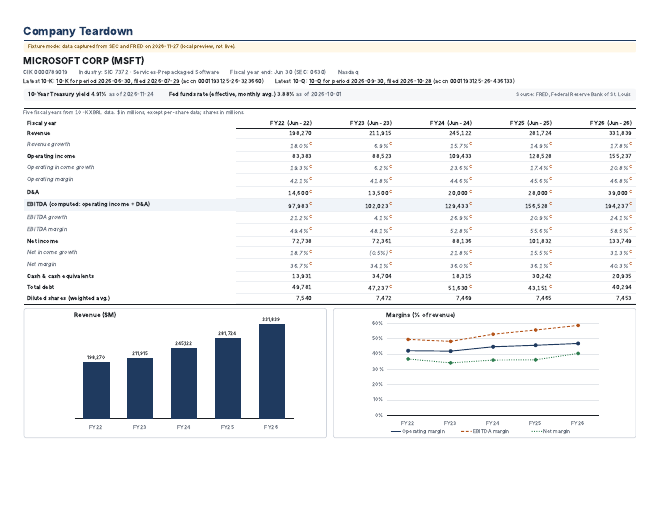 Company Teardown
Fixture mode: data captured from SEC and FRED on 2026-11-27 (local preview, not live)
MICROSOFT CORP (MSFT)
CIK 0000789019 Industry: SIC 7372 · Services-Prepackaged Software Fiscal year end: Jun 30 (SEC: 0630) Nasdaq
Latest 10-K: 10-K for period 2026-06-30, filed 2026-07-29 Latest 10-Q: 10-Q for period 2026-09-30, filed 2026-10-28
10-Year Treasury yield 4.91% as of 2026-11-24 Fed funds rate (effective, monthly avg.) 3.88% as of 2026-10-01 Source: FRED, Federal Reserve Bank of St. Louis
Five fiscal years from 10-K XBRL data. $ in millions, except per-share data; shares in millions.
Fiscal year FY22 (Jun-22) FY23 (Jun-23) FY24 (Jun-24) FY25 (Jun-25) FY26 (Jun-26)
Revenue 198,270 211,915 245,122 281,724 331,839
Revenue growth 18.0% C 6.9% C 15.7% C 14.9% C 17.8% C
Operating income 83,383 88,523 109,433 128,528 155,237
Operating income growth 19.3% C 6.2% C 23.6% C 17.4% C 20.8% C
Operating margin 42.1% C 41.8% C 44.6% C 45.6% C 46.8% C
D&A 14,600 C 13,500 C 20,000 C 28,000 C 39,000 C
EBITDA (computed: operating income + D&A) 97,983 C 102,023 C 129,433 C 156,528 C 194,237 C
EBITDA growth 21.2% C 4.1% C 26.9% C 20.9% C 24.1% C
EBITDA margin 49.4% C 48.1% C 52.8% C 55.6% C 58.5% C
Net income 72,738 72,361 88,136 101,832 133,749
Net income growth 18.7% C (0.5%) C 21.8% C 15.5% C 31.3% C
Net margin 36.7% C 34.1% C 36.0% C 36.1% C 40.3% C
Cash & cash equivalents 13,931 34,704 18,315 30,242 20,935
Total debt 49,781 47,237 C 51,630 C 43,151 C 40,294
Diluted shares (weighted avg.) 7,540 7,472 7,469 7,465 7,453
Revenue ($M)
198,270
211,915
245,122
281,724
331,839
FY22 FY23 FY24 FY25 FY26
Margins (% of revenue)
60%
50%
40%
30%
20%
10%
0%
FY22 FY23 FY24 FY25 FY26
Operating margin EBITDA margin Net margin